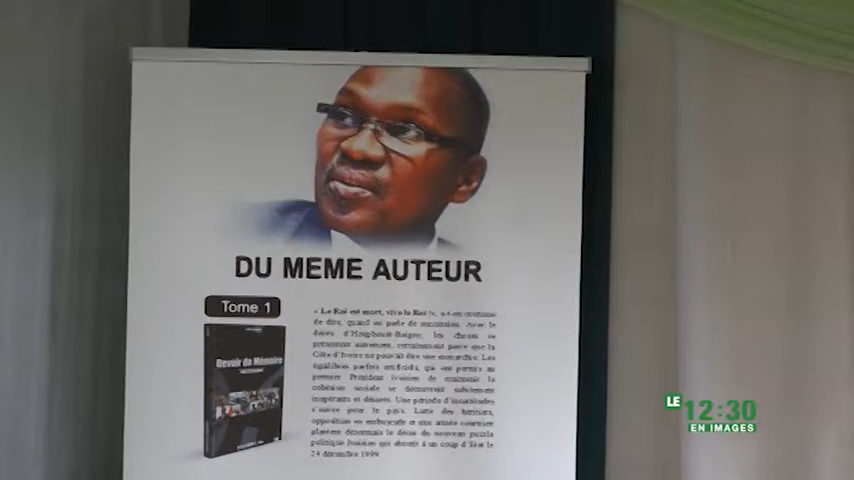 DU MEME AUTEUR
Tome 1
Devoir de Mémoire
« Le Roi est mort, vive le Roi !», a-t-on coutume
de dire, quand on parle de succession. Avec le
décès d'Houphouët-Boigny, les choses se
présentent autrement, certainement parce que la
Côte d'Ivoire ne pouvait être une monarchie. Les
équilibres parfois artificiels, qui ont permis au
premier Président ivoirien de maintenir la
cohésion sociale se découvrent subitement
inopérants et désuets. Une période d'incertitudes
s'ouvre pour le pays. Lutte des héritiers,
opposition en embuscade et une armée courtisée
plantent désormais le décor du nouveau puzzle
politique Ivoirien qui aboutit à un coup d'Etat le
24 décembre 1999
LE
12:30
EN IMAGES